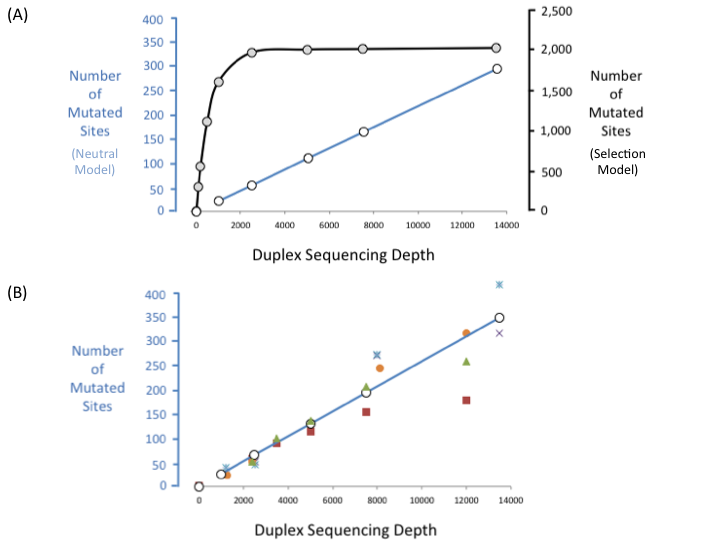 (A)
Number
of
Mutated
Sites
(Neutral
Model)
400
350
300
250
200
150
100
50
0
2,500
2,000
1,500
1,000
500
0
Number
of
Mutated
Sites
(Selection
Model)
0 2000 4000 6000 8000 10000 12000 14000
Duplex Sequencing Depth
(B)
Number
of
Mutated
Sites
400
350
300
250
200
150
100
50
0
0 2000 4000 6000 8000 10000 12000 14000
Duplex Sequencing Depth